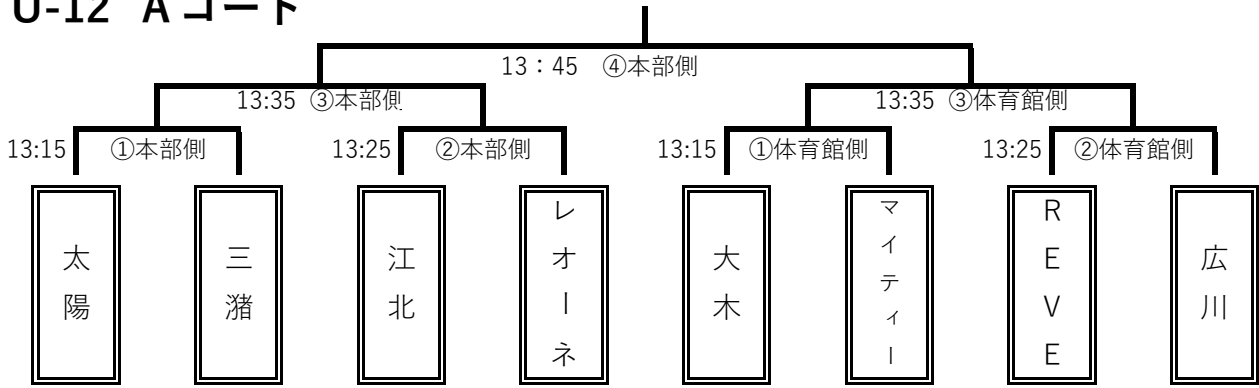 U-12 Aコート
13：45 ④本部側
13:35 ③本部側
13:35 ③体育館側
13:15 ①本部側
13:25 ②本部側
13:15 ①体育館側
13:25 ②体育館側
太陽
三潴
江北
レオーネ
大木
マイティー
REVE
広川